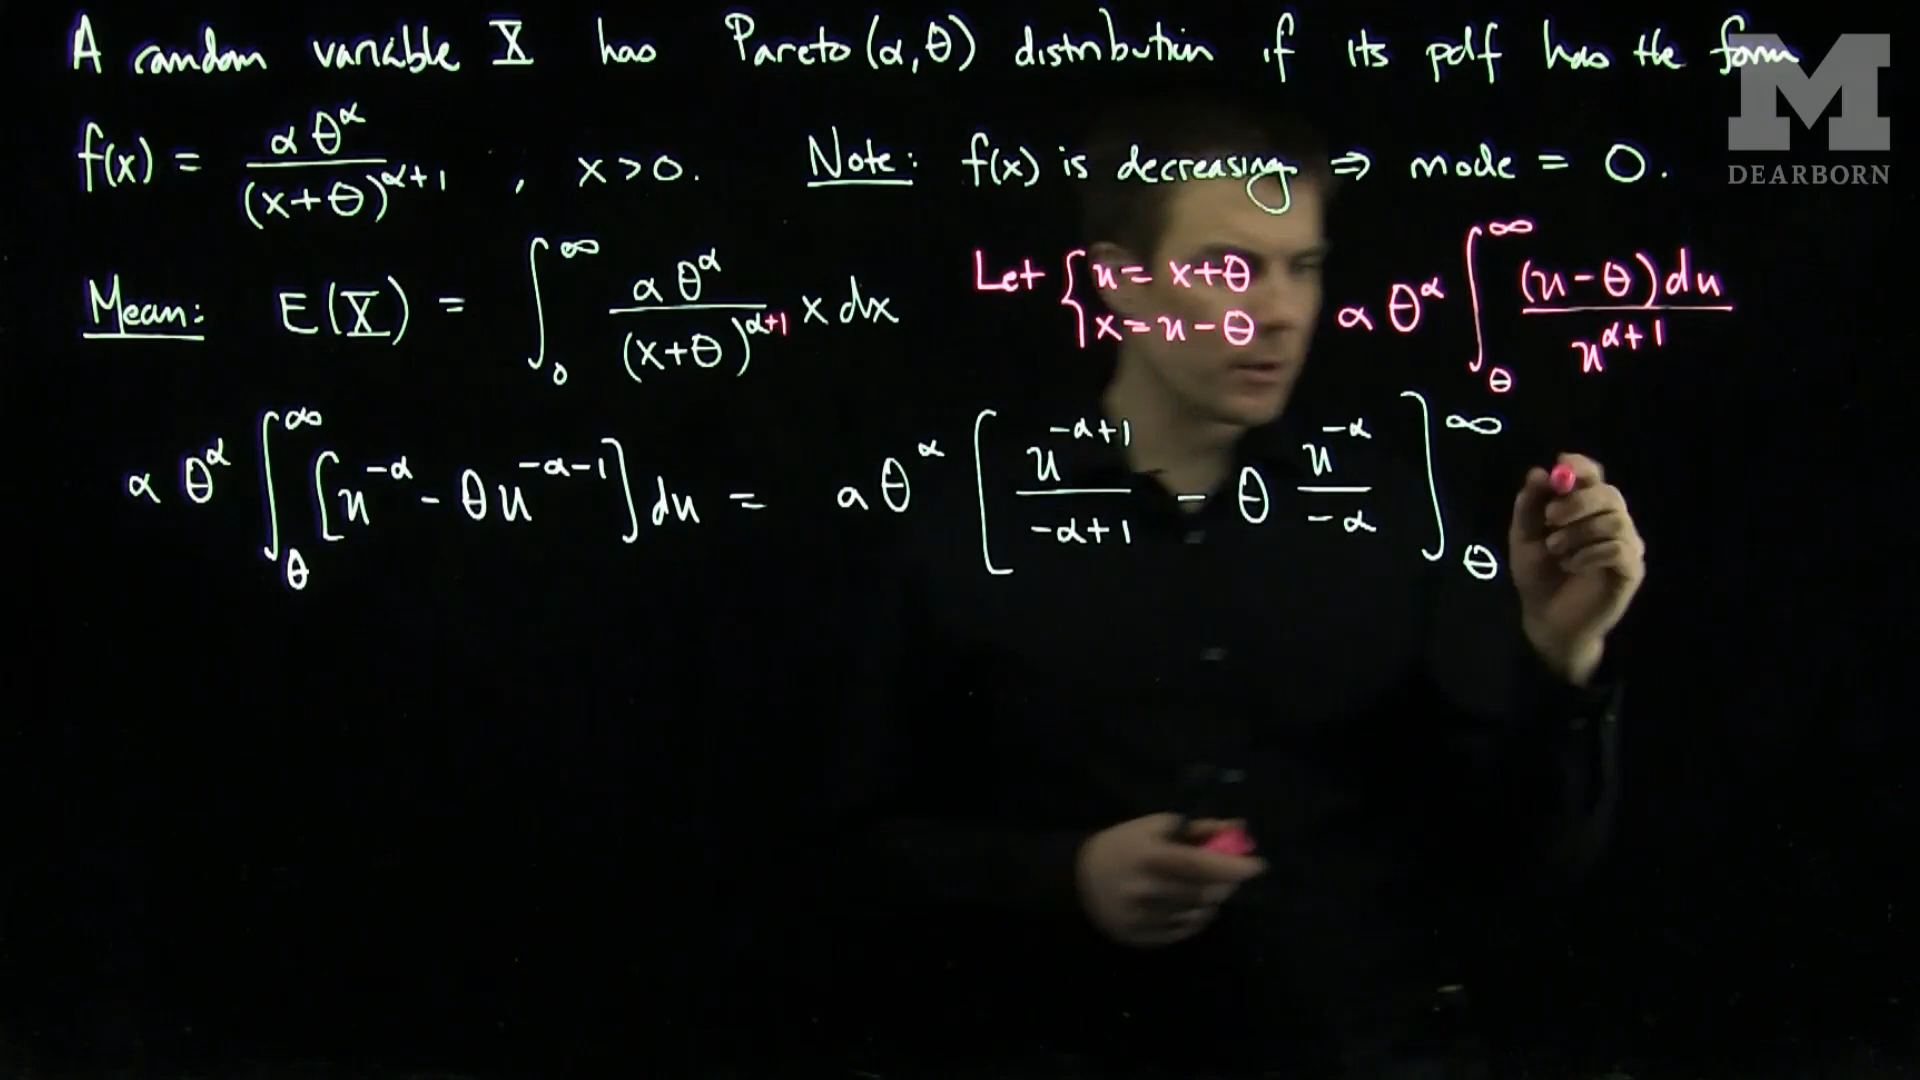 A random variable X has Pareto (α, θ) distribution if its pdf has the form
f(x) = αθ^α / (x+θ)^(α+1) , x > 0. Note: f(x) is decreasing ⇒ mode = 0.
Mean: E(X) = ∫_0^∞ αθ^α / (x+θ)^(α+1) x dx Let { u = x+θ x = u - θ αθ^α ∫_θ^∞ (u - θ) du / u^(α+1)
αθ^α ∫_θ^∞ [u^(-α) - θu^(-α-1)] du = αθ^α [ u^(-α+1) / (-α+1) - θ u^(-α) / (-α) ]_θ^∞
M
DEARBORN